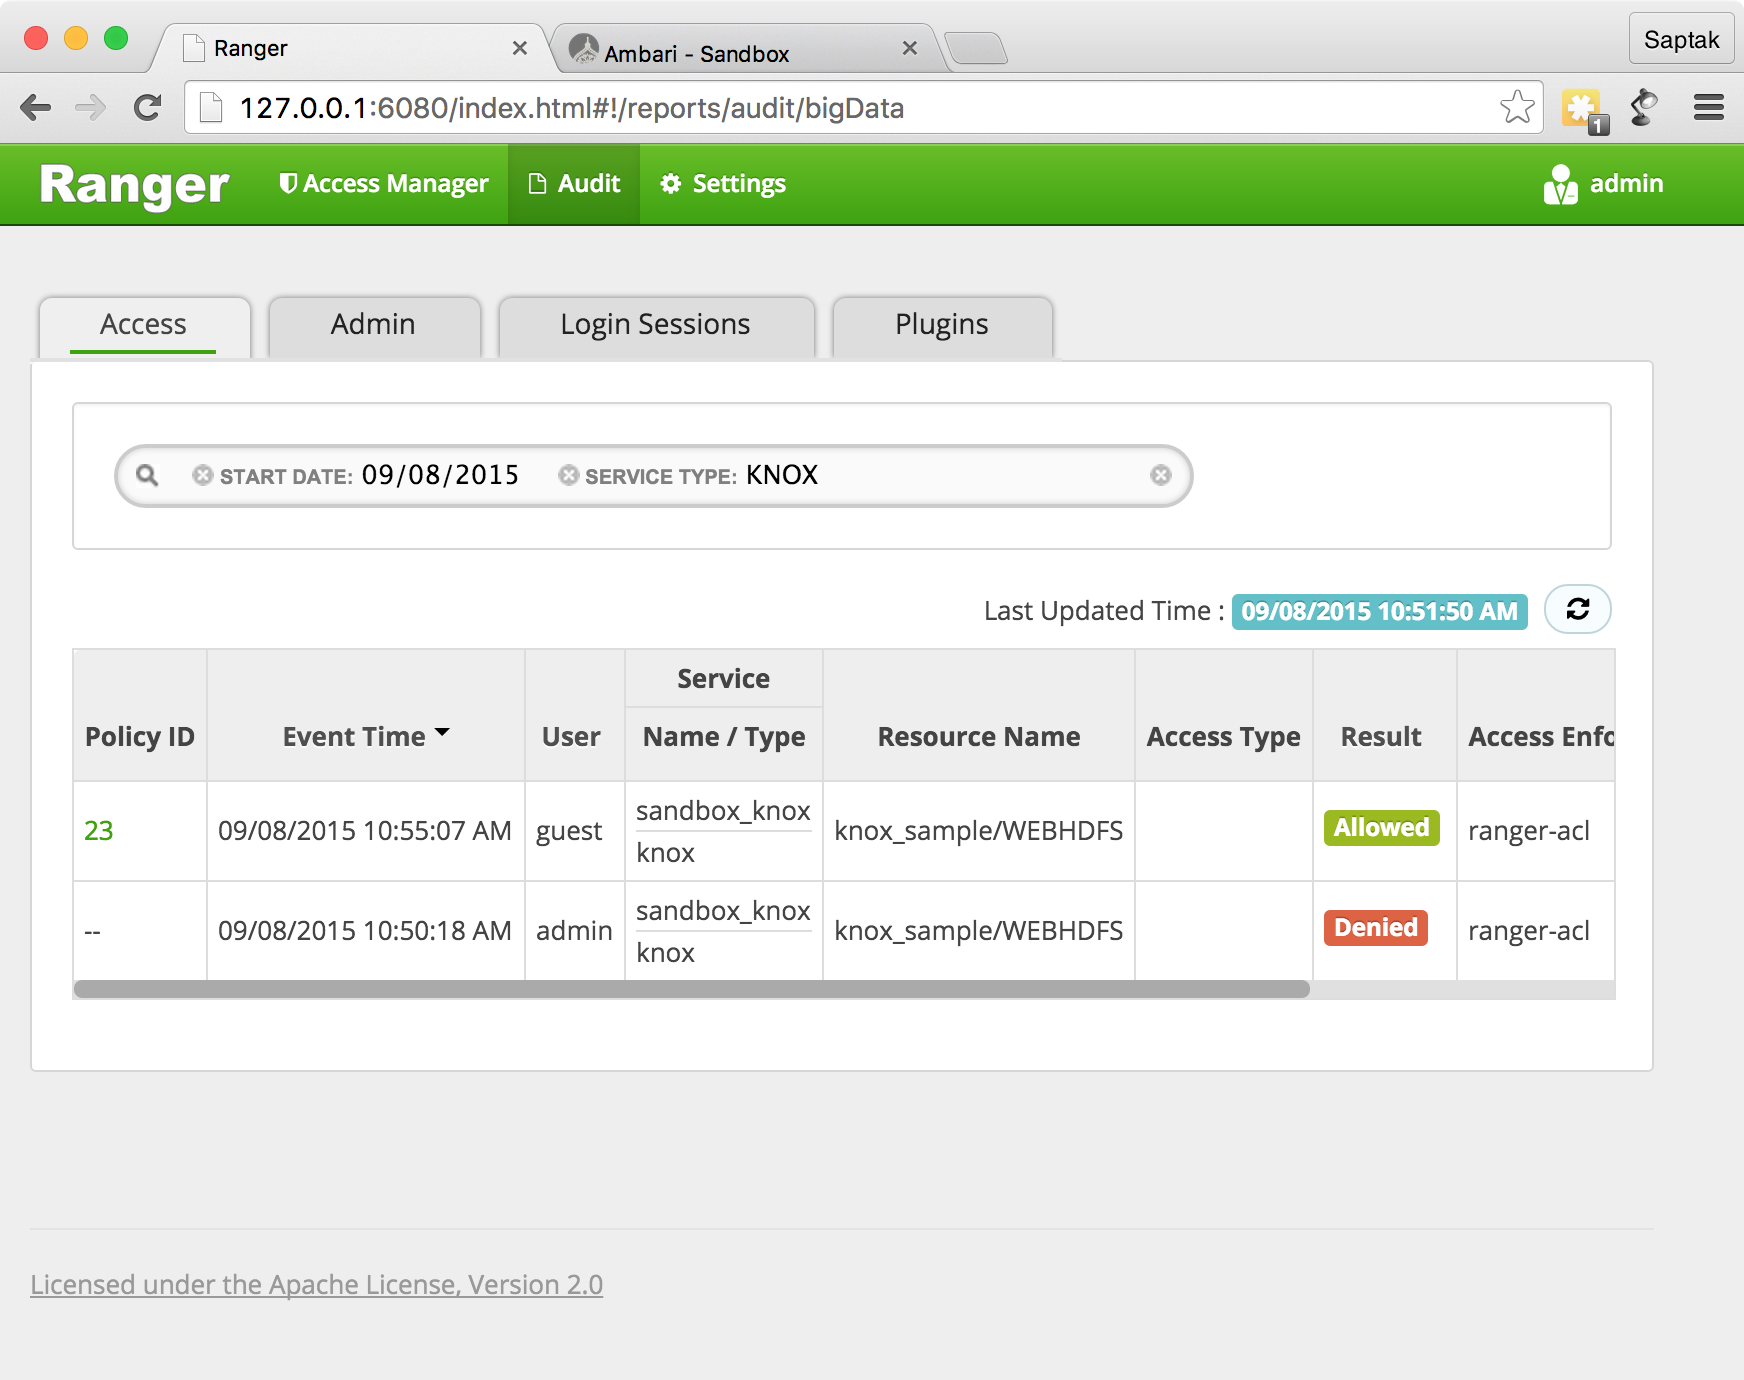 Ranger
Ambari - Sandbox
Saptak
127.0.0.1:6080/index.html#!/reports/audit/bigData
1
Ranger Access Manager Audit Settings admin
Access Admin Login Sessions Plugins
START DATE: 09/08/2015 SERVICE TYPE: KNOX
Last Updated Time : 09/08/2015 10:51:50 AM
Service
Policy ID Event Time User Name / Type Resource Name Access Type Result Access Enfo
23 09/08/2015 10:55:07 AM guest sandbox_knox knox_sample/WEBHDFS Allowed ranger-acl
knox
-- 09/08/2015 10:50:18 AM admin sandbox_knox knox_sample/WEBHDFS Denied ranger-acl
knox
Licensed under the Apache License, Version 2.0